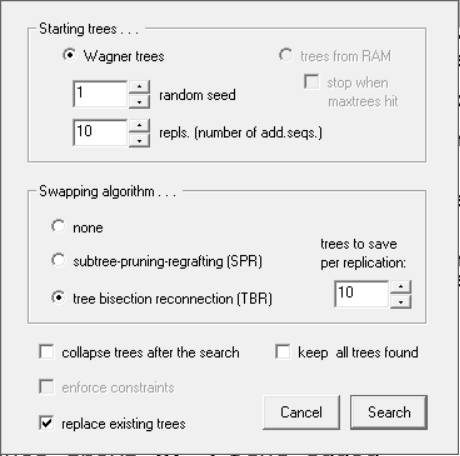 Starting trees . . .
Wagner trees
trees from RAM
1
random seed
stop when
maxtrees hit
10
repls. (number of add.seqs.)
Swapping algorithm . . .
none
subtree-pruning-regrafting (SPR)
tree bisection reconnection (TBR)
trees to save
per replication:
10
collapse trees after the search
keep all trees found
enforce constraints
replace existing trees
Cancel
Search